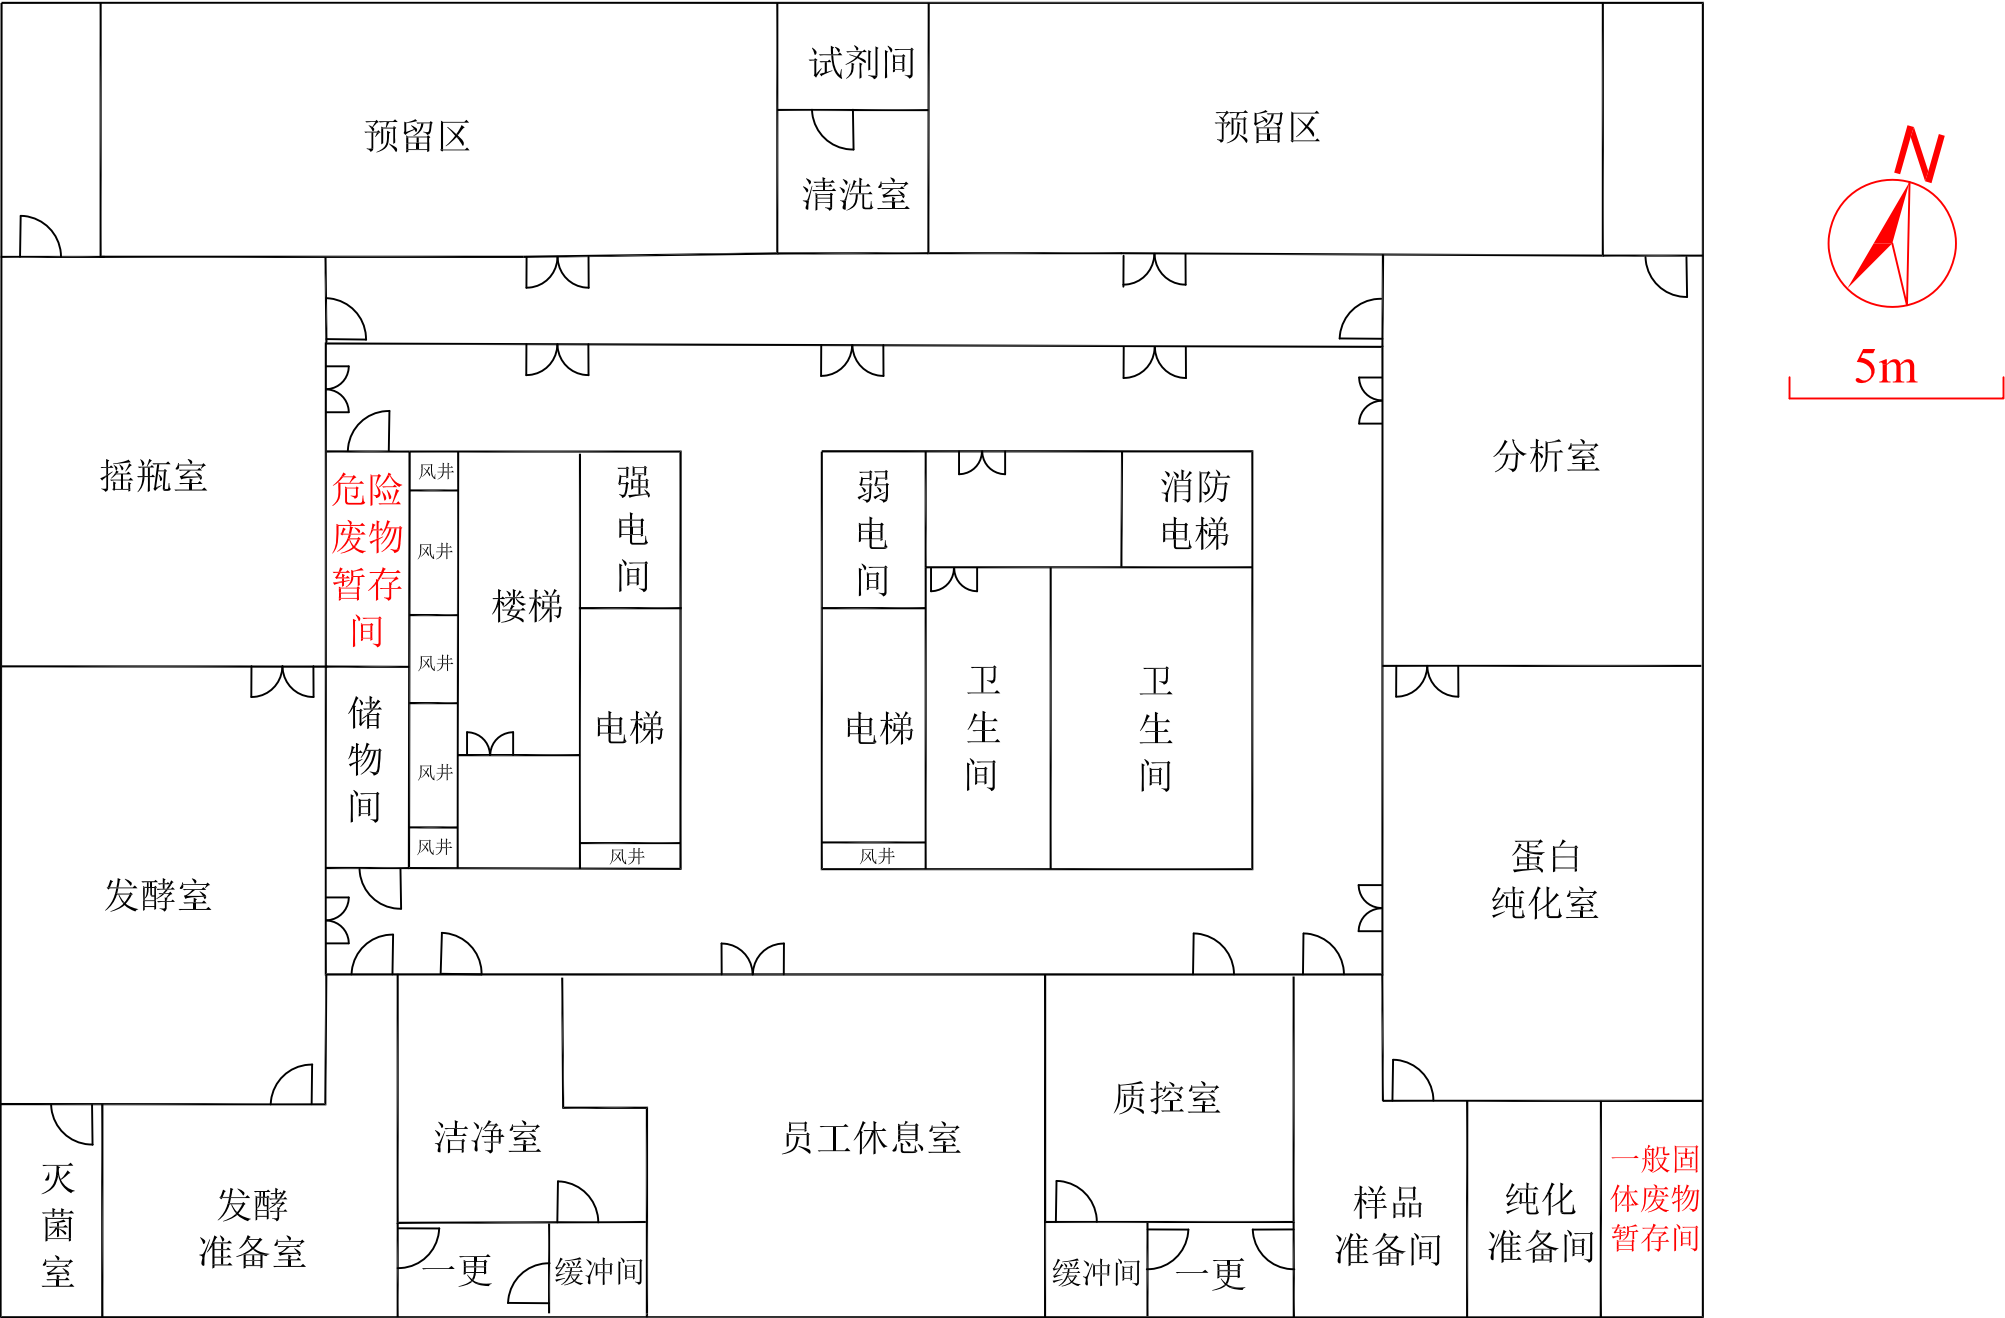 试剂间
预留区
预留区
清洗室
N
5m
摇瓶室
危险
废物
暂存
间
风井
风井
风井
风井
风井
储
物
间
楼梯
强
电
间
电梯
风井
弱
电
间
电梯
风井
消防
电梯
卫
生
间
卫
生
间
分析室
蛋白
纯化室
发酵室
灭
菌
室
发酵
准备室
洁净室
一更
缓冲间
员工休息室
质控室
缓冲间
一更
样品
准备间
纯化
准备间
一般固
体废物
暂存间